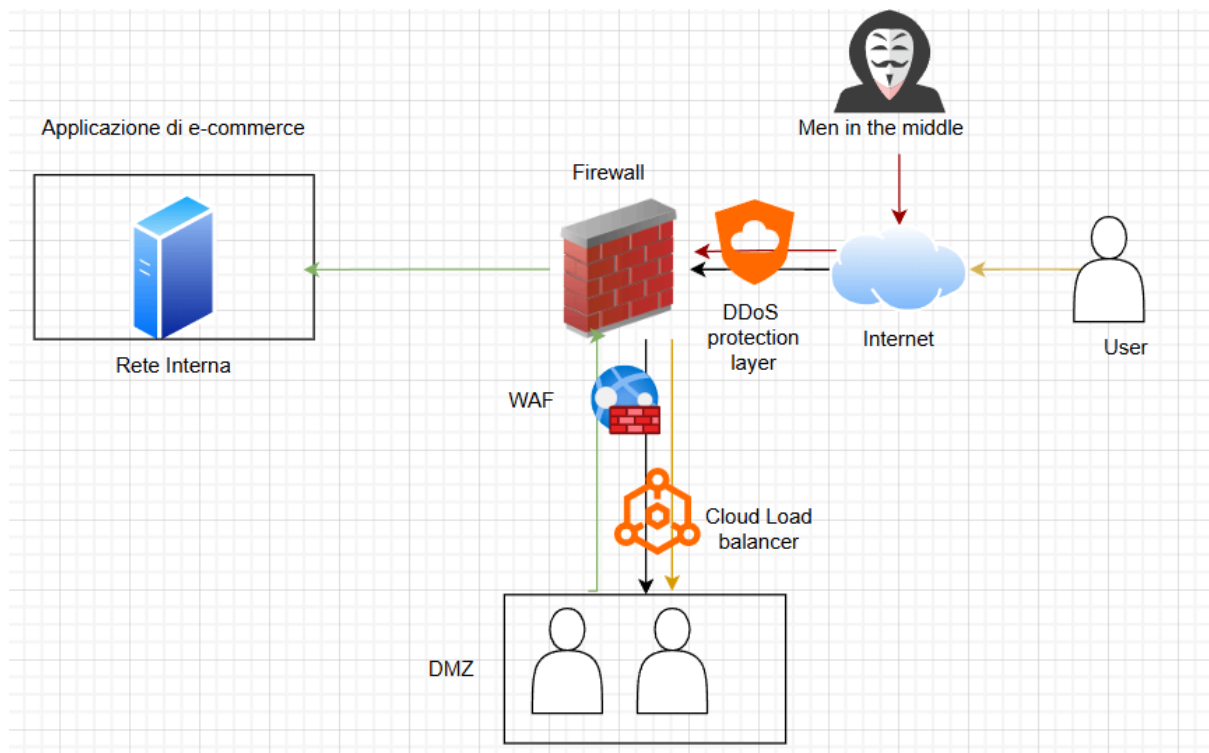 Applicazione di e-commerce
Men in the middle
Firewall
DDoS
protection
layer
Internet
User
Rete Interna
WAF
Cloud Load
balancer
DMZ